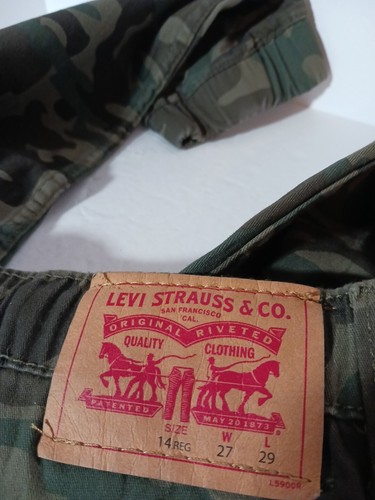 LEVI STRAUSS & CO.
SAN FRANCISCO
CAL.
ORIGINAL RIVETED
QUALITY CLOTHING
PATENTED MAY 20 1873
SIZE W L
14 REG 27 29